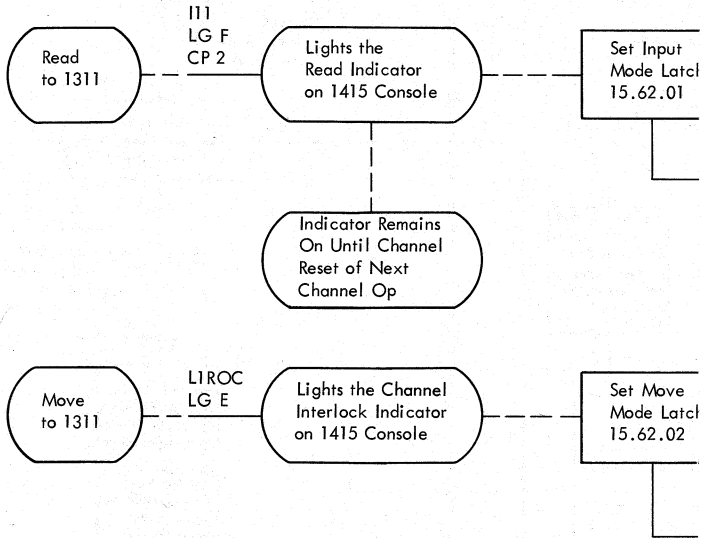 I11
LG F
CP 2
Read
to 1311
Lights the
Read Indicator
on 1415 Console
Set Input
Mode Latch
15.62.01
Indicator Remains
On Until Channel
Reset of Next
Channel Op
L1ROC
LG E
Move
to 1311
Lights the Channel
Interlock Indicator
on 1415 Console
Set Move
Mode Latch
15.62.02